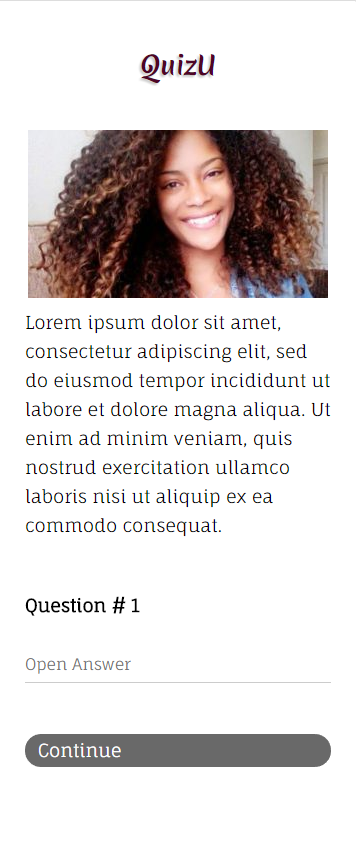 QuizU
Lorem ipsum dolor sit amet,
consectetur adipiscing elit, sed
do eiusmod tempor incididunt ut
labore et dolore magna aliqua. Ut
enim ad minim veniam, quis
nostrud exercitation ullamco
laboris nisi ut aliquip ex ea
commodo consequat.
Question # 1
Open Answer
Continue